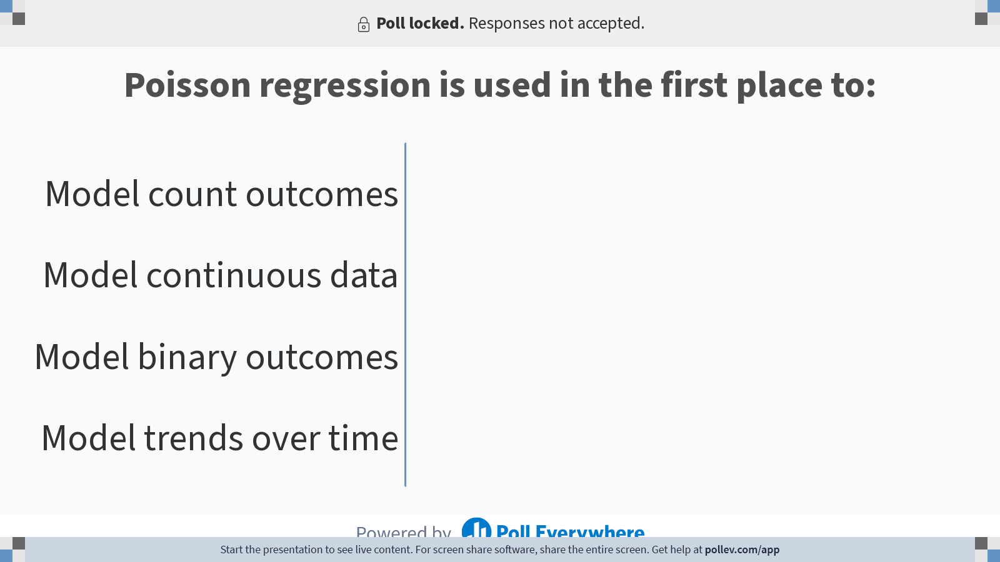 Poll locked. Responses not accepted.
Poisson regression is used in the first place to:
Model count outcomes
Model continuous data
Model binary outcomes
Model trends over time
Powered by Poll Everywhere
Start the presentation to see live content. For screen share software, share the entire screen. Get help at pollev.com/app